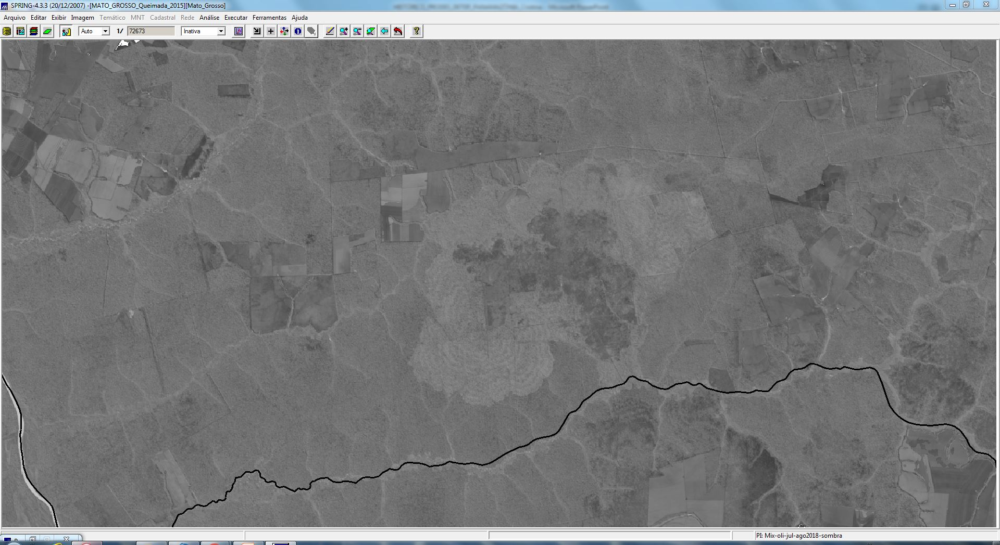 SPRING-4.3.3 (20/12/2007) -[MATO_GROSSO_Queimada_2015][Mato_Grosso]
Arquivo Editar Exibir Imagem Temático MNT Cadastral Rede Análise Executar Ferramentas Ajuda
Auto 1/ 72673 Inativa
PI: Mix-oli-jul-ago2018-sombra